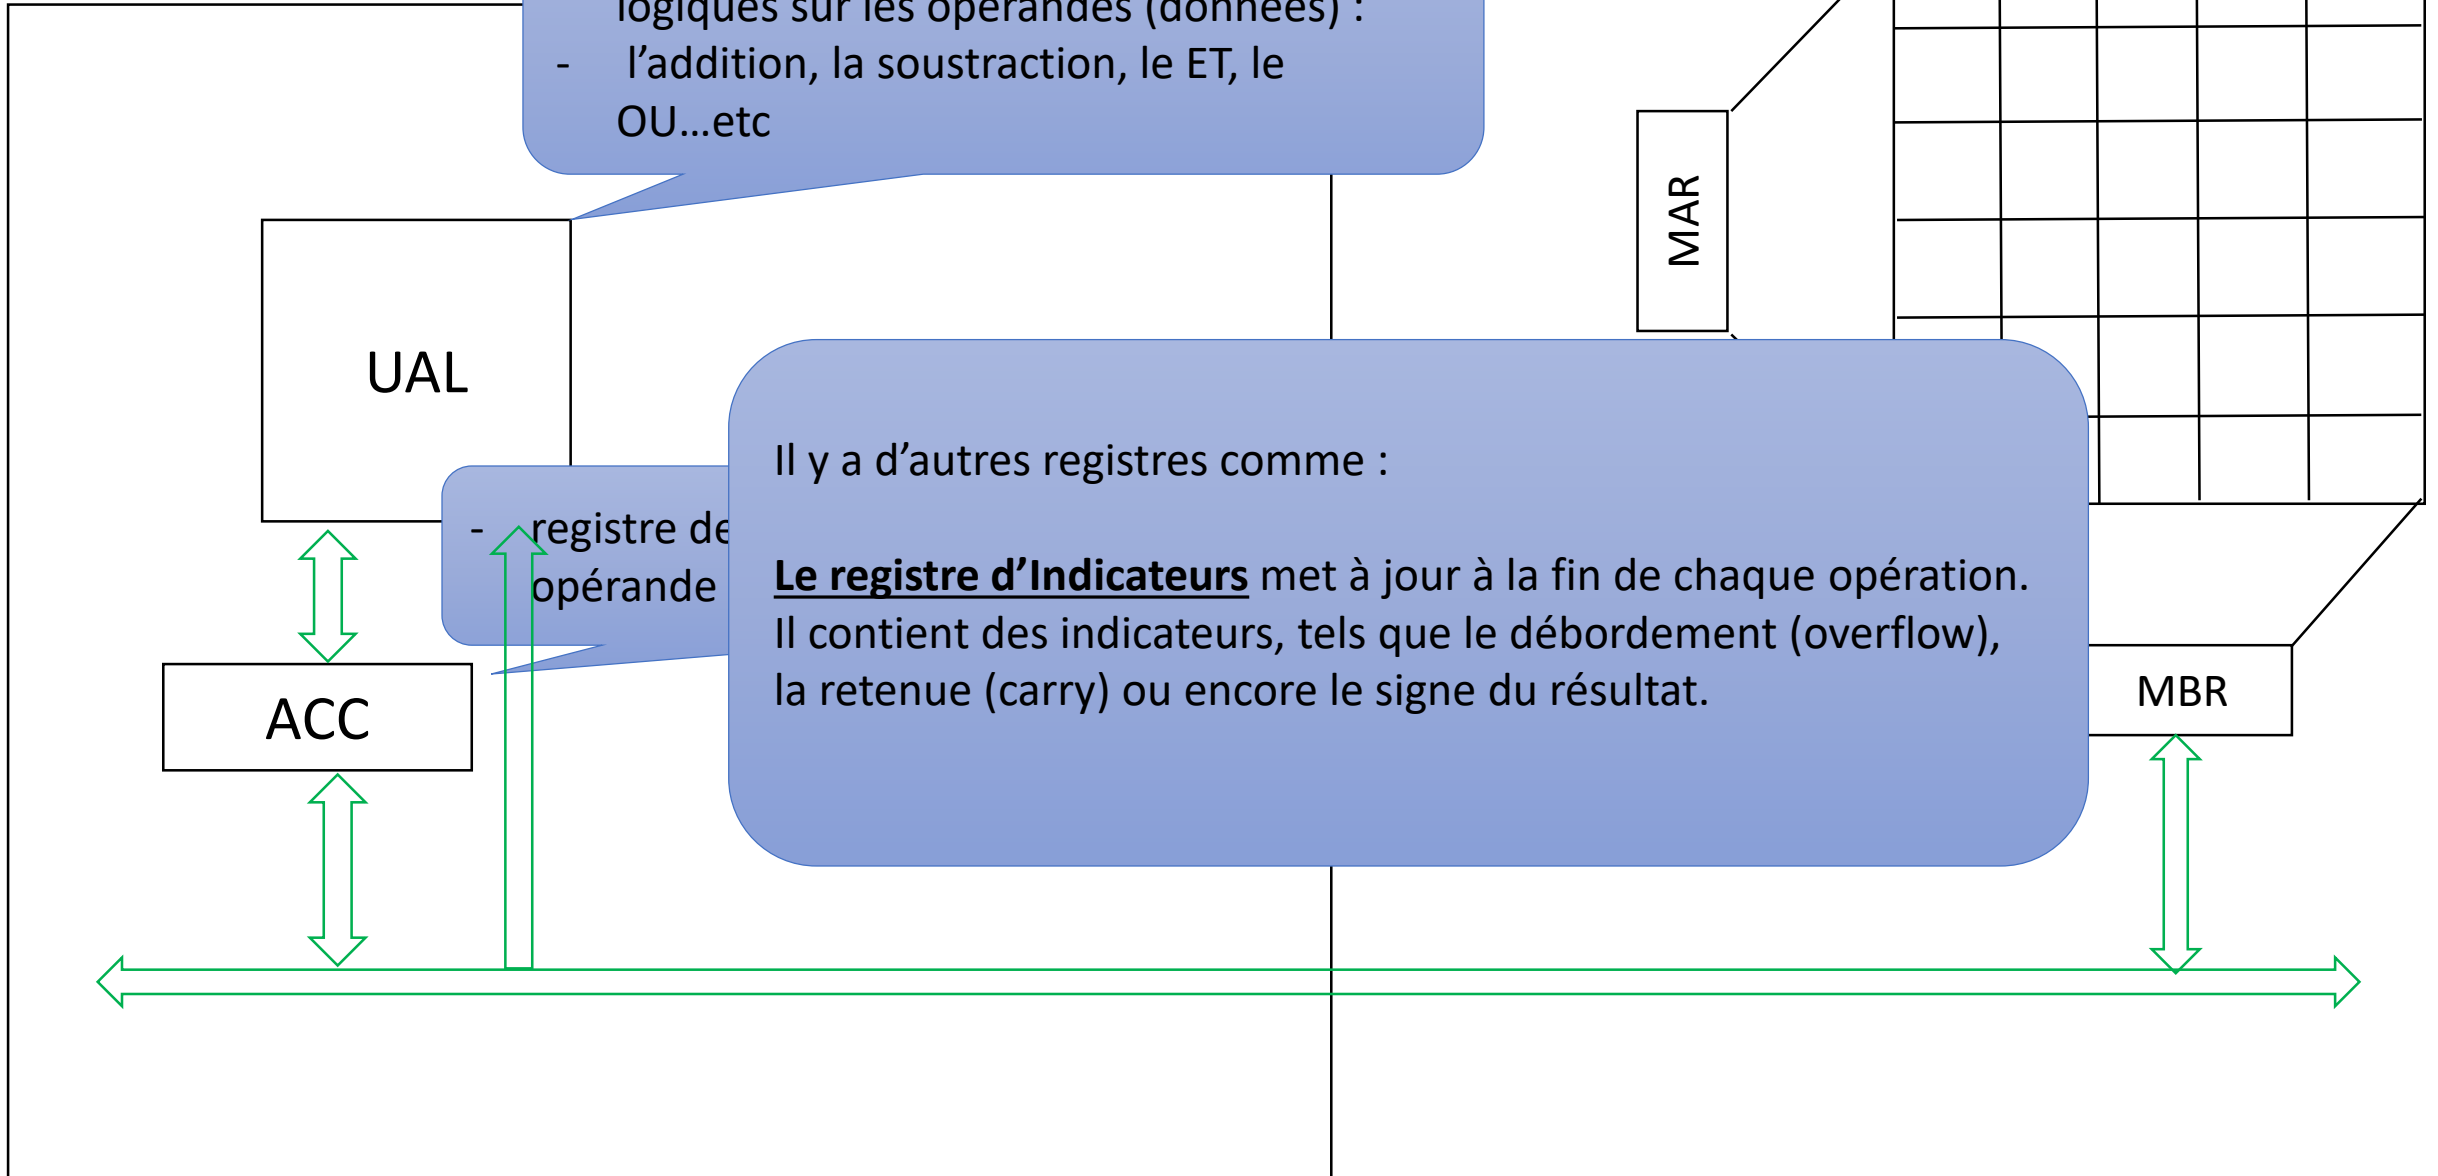 logiques sur les opérandes (données) :
- l’addition, la soustraction, le ET, le
OU…etc
MAR
UAL
Il y a d’autres registres comme :
- registre de
opérande
Le registre d’Indicateurs met à jour à la fin de chaque opération.
Il contient des indicateurs, tels que le débordement (overflow),
la retenue (carry) ou encore le signe du résultat.
ACC
MBR